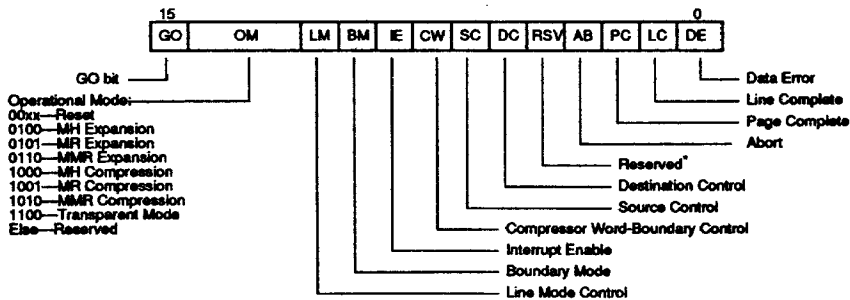 15 0
GO OM LM BM IE CW SC DC RSV AB PC LC DE
GO bit
Operational Mode:
00xx—Reset
0100—MH Expansion
0101—MR Expansion
0110—MMR Expansion
1000—MH Compression
1001—MR Compression
1010—MMR Compression
1100—Transparent Mode
Else—Reserved
Data Error
Line Complete
Page Complete
Abort
Reserved*
Destination Control
Source Control
Compressor Word-Boundary Control
Interrupt Enable
Boundary Mode
Line Mode Control